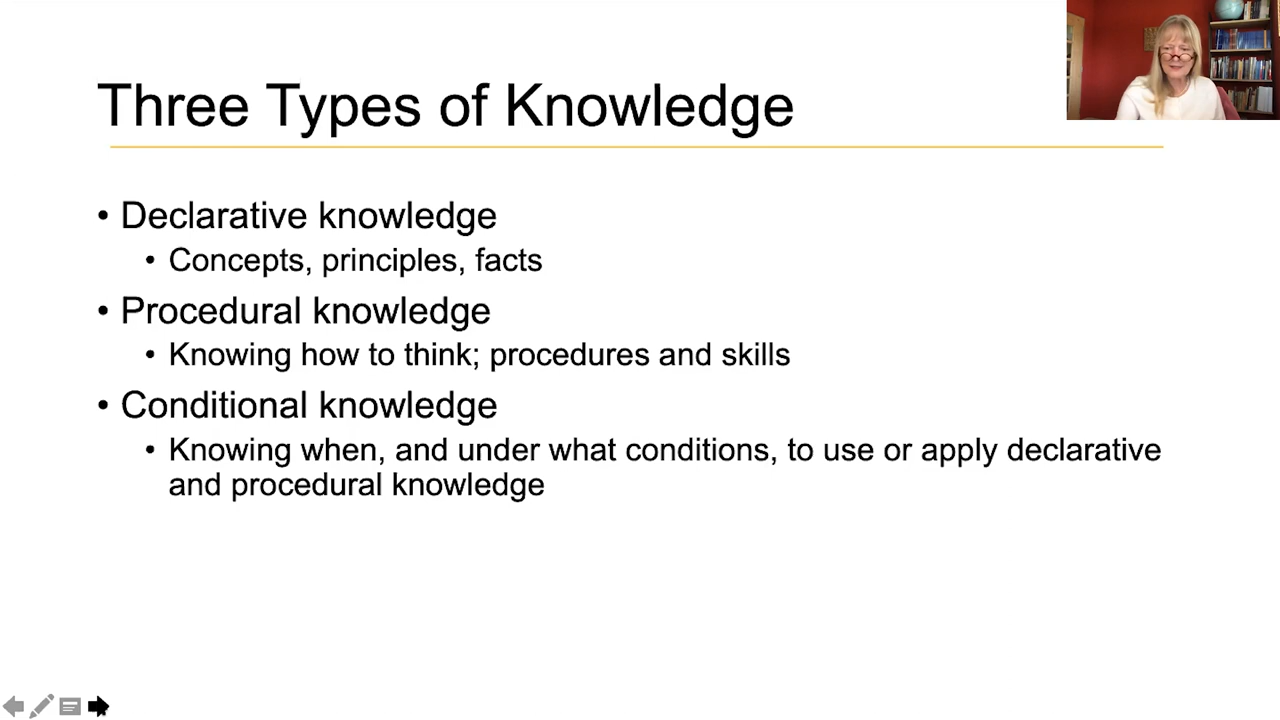 Three Types of Knowledge
• Declarative knowledge
• Concepts, principles, facts
• Procedural knowledge
• Knowing how to think; procedures and skills
• Conditional knowledge
• Knowing when, and under what conditions, to use or apply declarative
and procedural knowledge